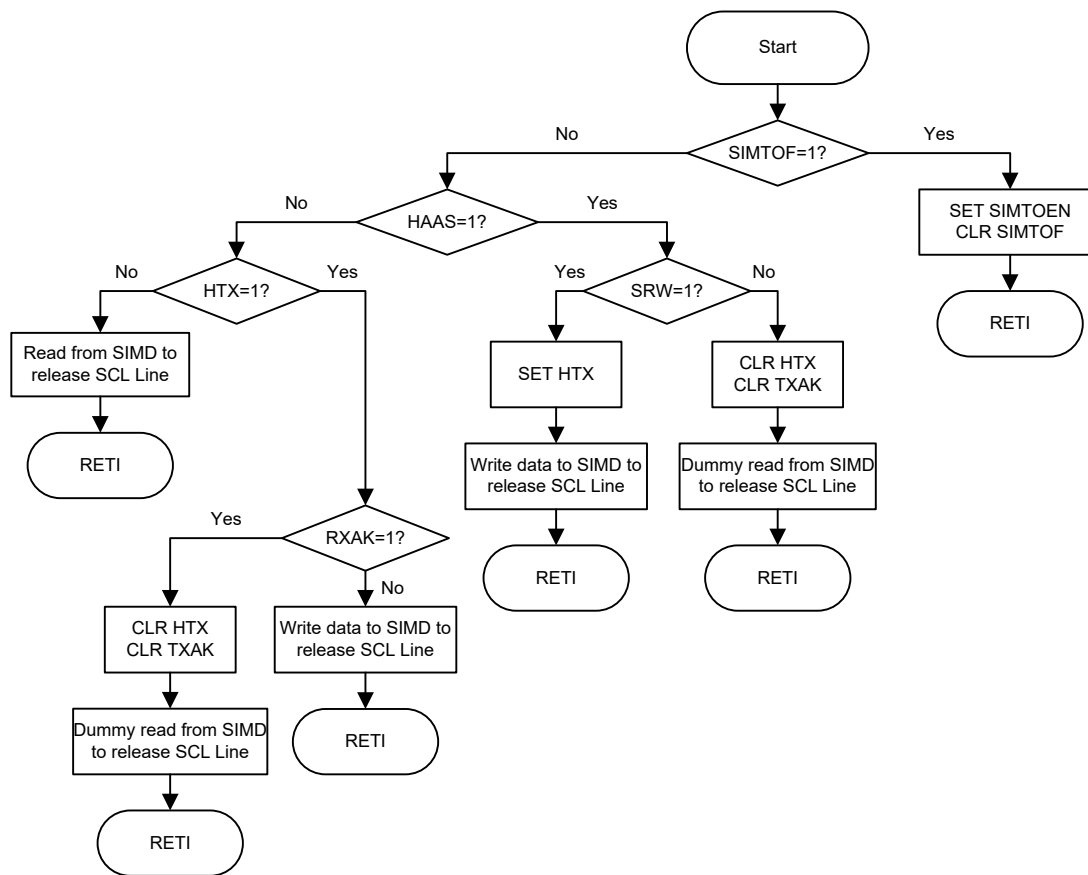 Start
No
Yes
SIMTOF=1?
No
Yes
HAAS=1?
SET SIMTOEN
CLR SIMTOF
No
Yes
Yes
No
HTX=1?
SRW=1?
RETI
Read from SIMD to
release SCL Line
SET HTX
CLR HTX
CLR TXAK
RETI
Write data to SIMD to
release SCL Line
Dummy read from SIMD
to release SCL Line
Yes
RXAK=1?
RETI
RETI
No
CLR HTX
CLR TXAK
Write data to SIMD to
release SCL Line
Dummy read from SIMD
to release SCL Line
RETI
RETI